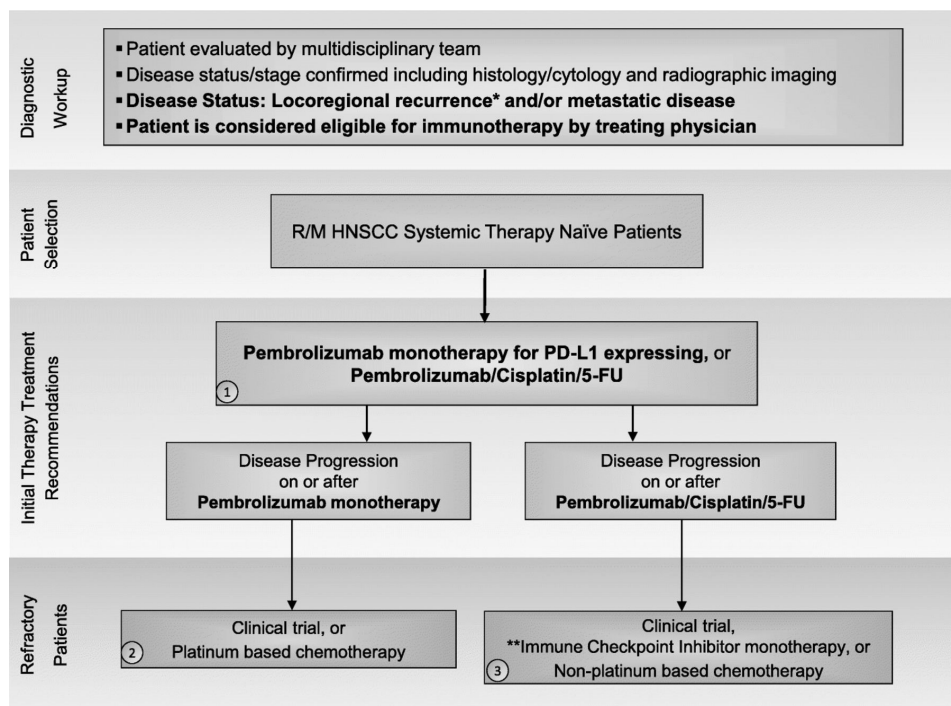 Diagnostic
Workup
▪ Patient evaluated by multidisciplinary team
▪ Disease status/stage confirmed including histology/cytology and radiographic imaging
▪ Disease Status: Locoregional recurrence* and/or metastatic disease
▪ Patient is considered eligible for immunotherapy by treating physician
Patient
Selection
R/M HNSCC Systemic Therapy Naïve Patients
Initial Therapy Treatment
Recommendations
Pembrolizumab monotherapy for PD-L1 expressing, or
Pembrolizumab/Cisplatin/5-FU
1
Disease Progression
on or after
Pembrolizumab monotherapy
Disease Progression
on or after
Pembrolizumab/Cisplatin/5-FU
Refractory
Patients
Clinical trial, or
Platinum based chemotherapy
2
Clinical trial,
**Immune Checkpoint Inhibitor monotherapy, or
Non-platinum based chemotherapy
3